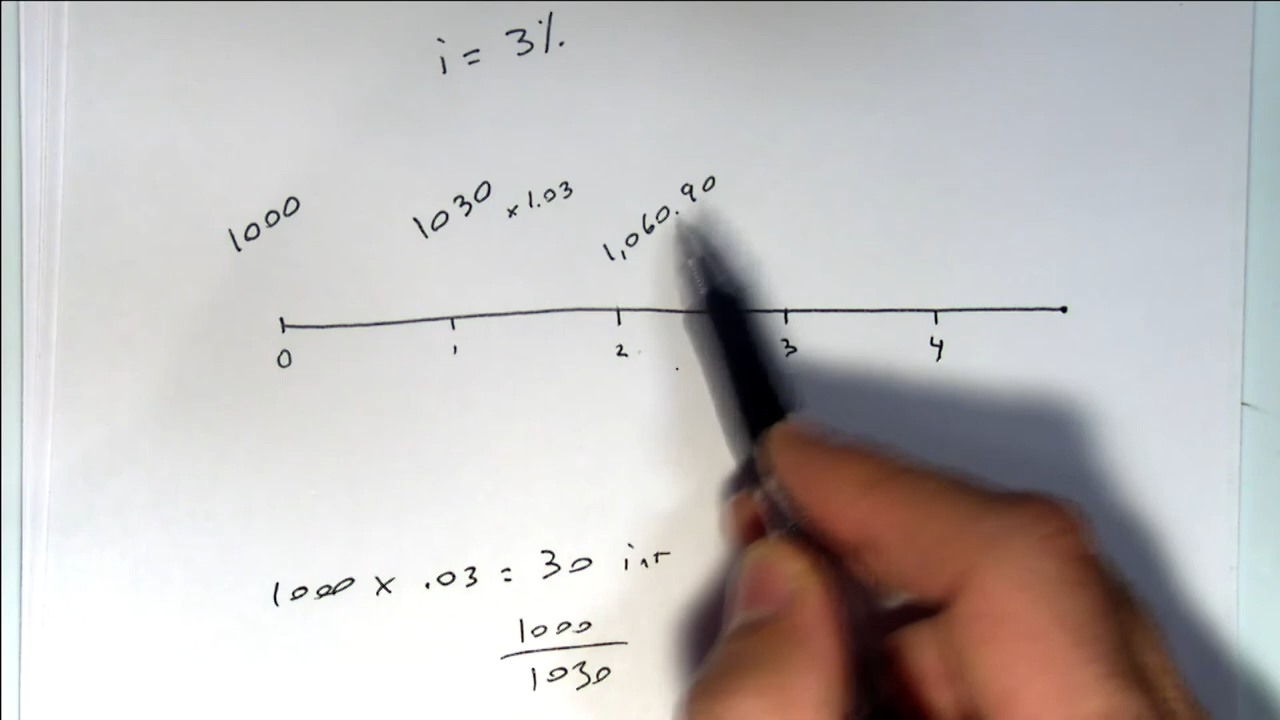 i = 3%
1000 1030 x 1.03 1,060.90
0 1 2 3 4
1000 x .03 = 30 int
1000
1030